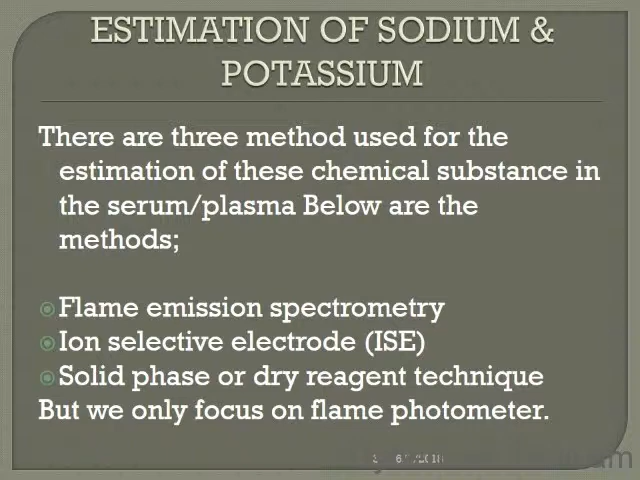 ESTIMATION OF SODIUM &
POTASSIUM
There are three method used for the
estimation of these chemical substance in
the serum/plasma Below are the
methods;
Flame emission spectrometry
Ion selective electrode (ISE)
Solid phase or dry reagent technique
But we only focus on flame photometer.